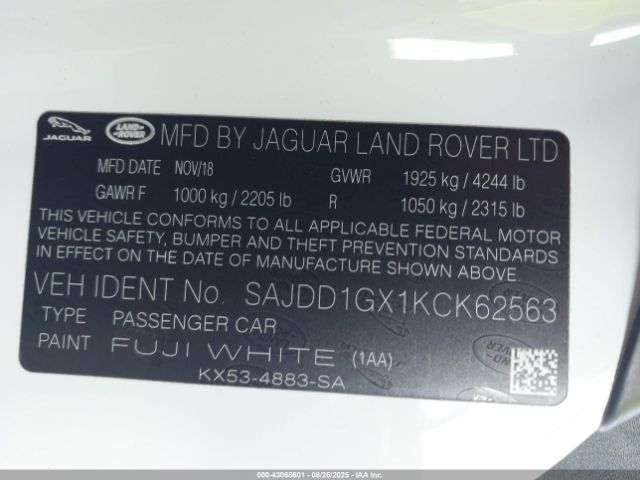 JAGUAR LAND ROVER MFD BY JAGUAR LAND ROVER LTD
MFD DATE NOV/18 GVWR 1925 kg / 4244 lb
GAWR F 1000 kg / 2205 lb R 1050 kg / 2315 lb
THIS VEHICLE CONFORMS TO ALL APPLICABLE FEDERAL MOTOR
VEHICLE SAFETY, BUMPER AND THEFT PREVENTION STANDARDS
IN EFFECT ON THE DATE OF MANUFACTURE SHOWN ABOVE.
VEH IDENT No. SAJDD1GX1KCK62563
TYPE PASSENGER CAR
PAINT FUJI WHITE (1AA)
KX53-4883-SA
000-43066601 - 08/26/2025 - IAAI.COM